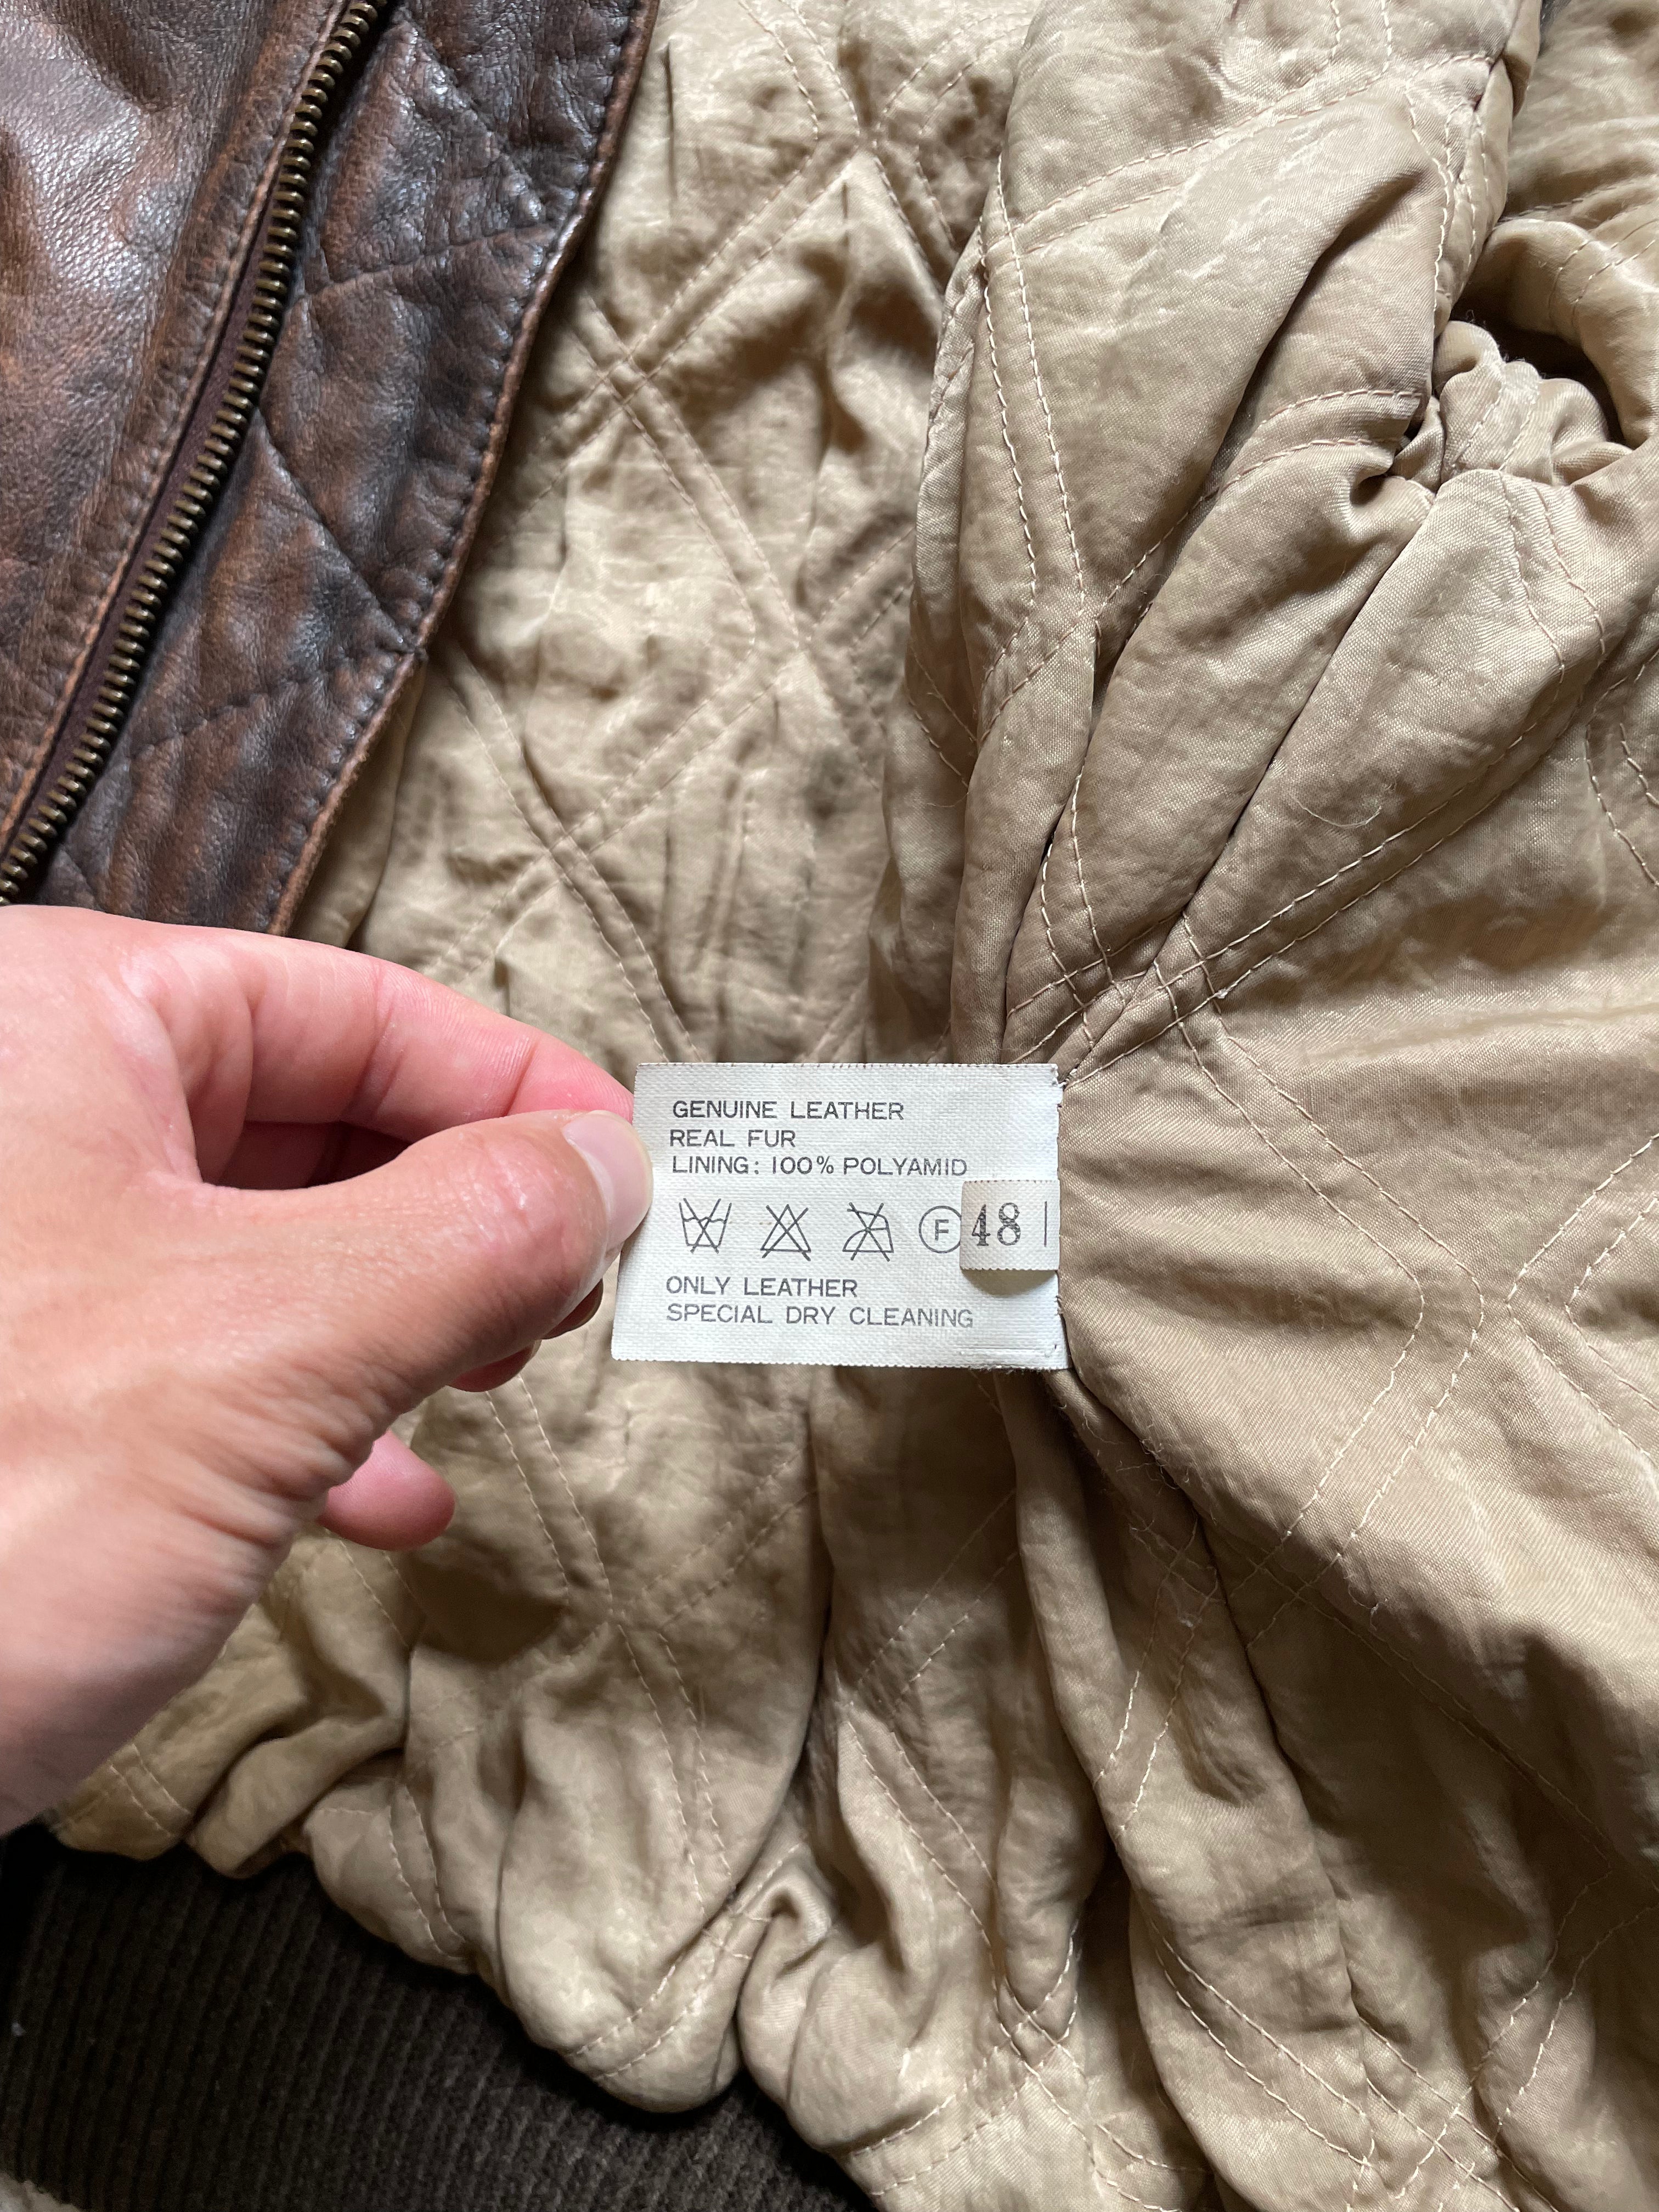 GENUINE LEATHER
REAL FUR
LINING: 100% POLYAMID
F 48
ONLY LEATHER
SPECIAL DRY CLEANING